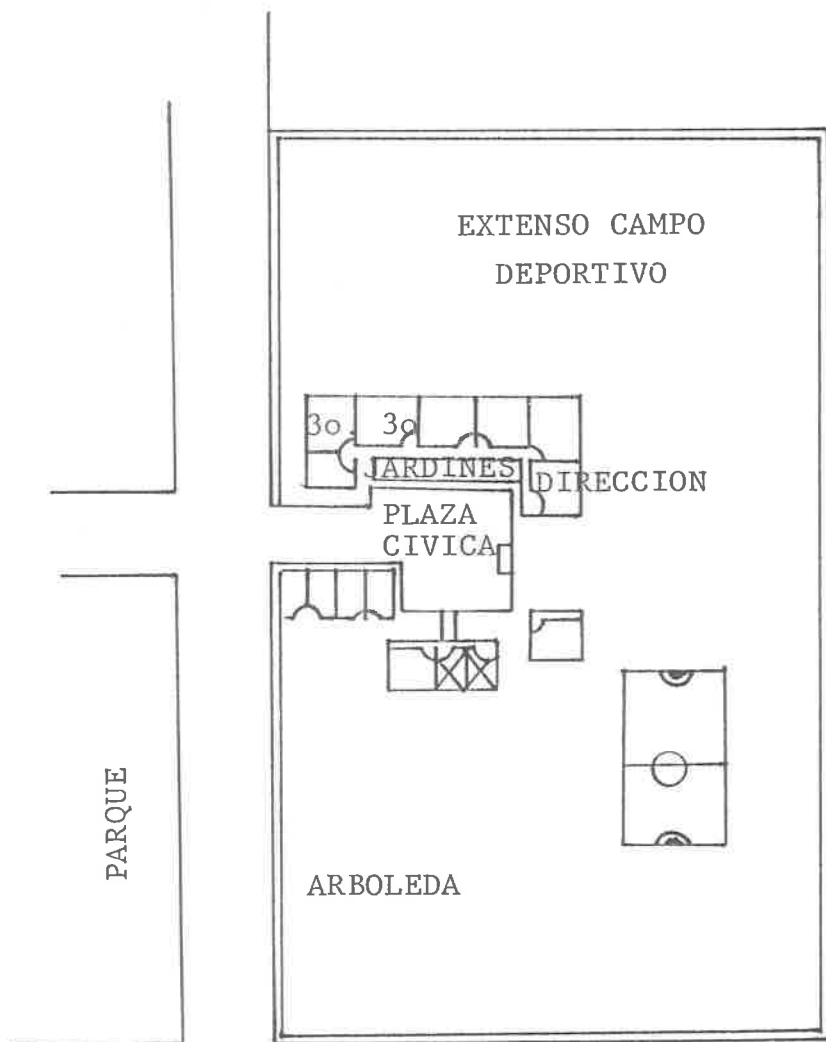 EXTENSO CAMPO
DEPORTIVO
3o. 3o
JARDINES
DIRECCION
PLAZA
CIVICA
PARQUE
ARBOLEDA